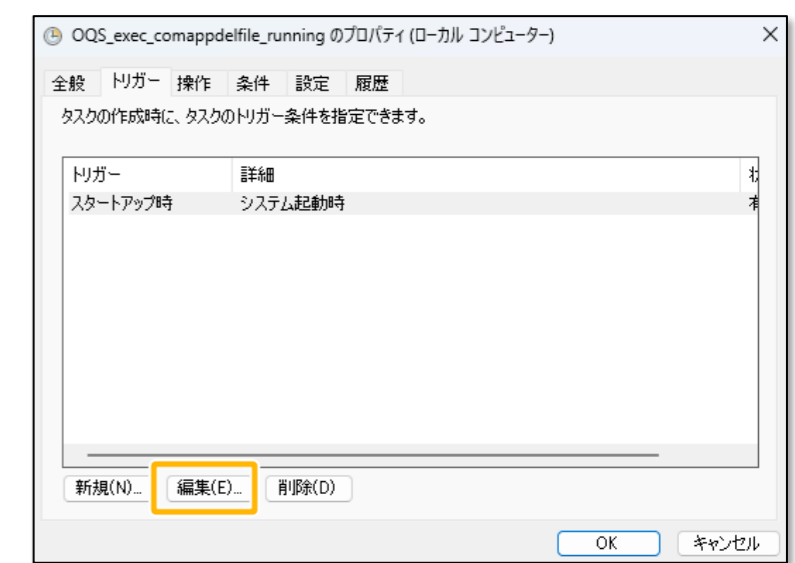 OQS_exec_comappdelfile_running のプロパティ (ローカル コンピューター)
全般 トリガー 操作 条件 設定 履歴
タスクの作成時に、タスクのトリガー条件を指定できます。
トリガー 詳細
スタートアップ時 システム起動時
新規(N)... 編集(E)... 削除(D)
OK キャンセル